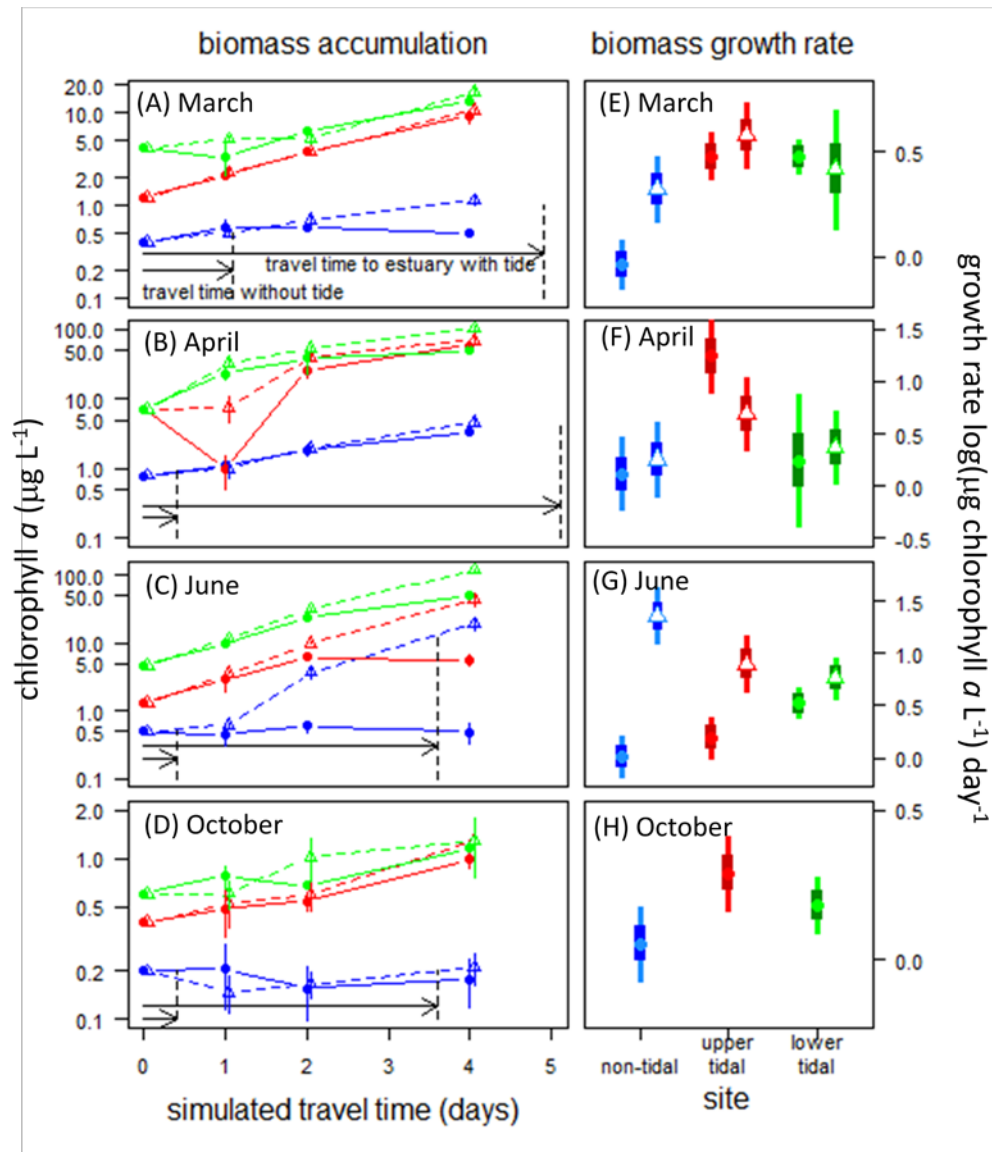 biomass accumulation
biomass growth rate
chlorophyll a (µg L-1)
(A) March
20.0
10.0
5.0
2.0
1.0
0.5
0.2
0.1
travel time to estuary with tide
travel time without tide
(E) March
0.5
0.0
(B) April
100.0
50.0
10.0
5.0
1.0
0.5
0.1
(F) April
1.5
1.0
0.5
0.0
-0.5
(C) June
100.0
50.0
10.0
5.0
1.0
0.5
0.1
(G) June
1.5
1.0
0.5
0.0
(D) October
2.0
1.0
0.5
0.2
0.1
(H) October
0.5
0.0
0 1 2 3 4 5
simulated travel time (days)
non-tidal
upper
tidal
lower
tidal
site
growth rate log(µg chlorophyll a L-1) day-1